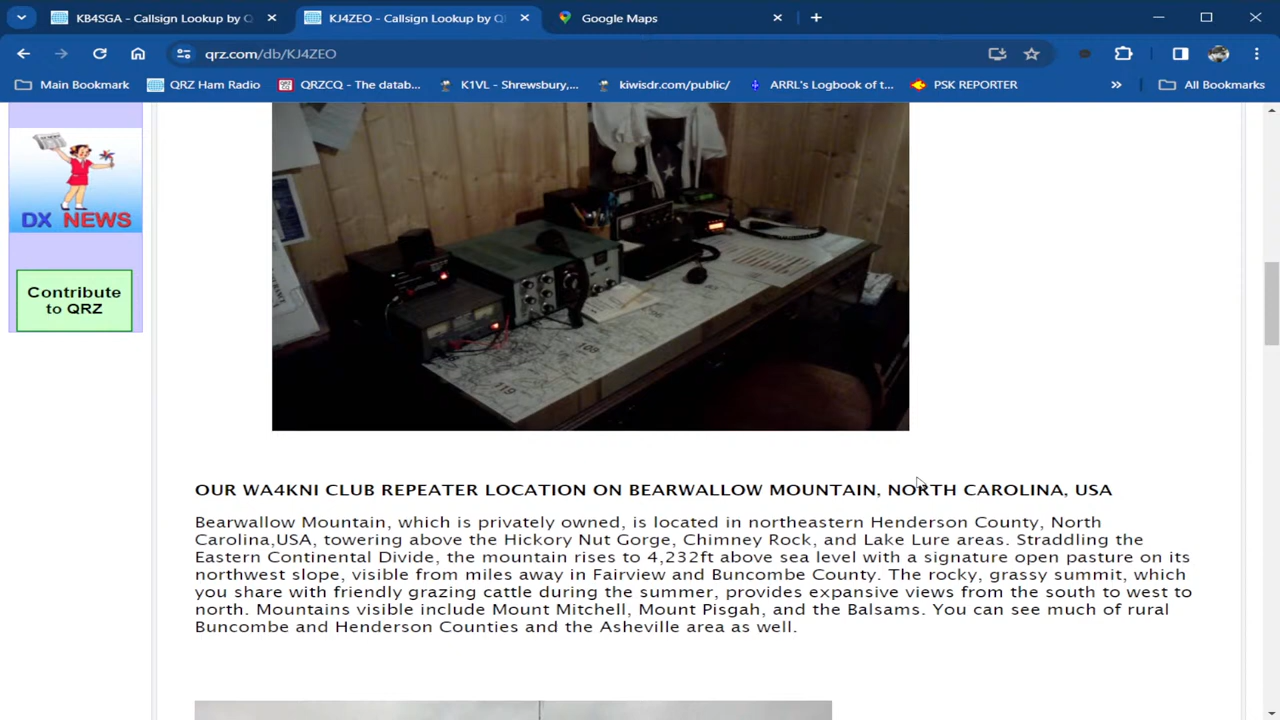 KB4SGA - Callsign Lookup by Q
KJ4ZEO - Callsign Lookup by Q
Google Maps
qrz.com/db/KJ4ZEO
Main Bookmark
QRZ Ham Radio
QRZCQ - The datab...
K1VL - Shrewsbury,...
kiwisdr.com/public/
ARRL's Logbook of t...
PSK REPORTER
All Bookmarks
DX NEWS
Contribute
to QRZ
108
119
OUR WA4KNI CLUB REPEATER LOCATION ON BEARWALLOW MOUNTAIN, NORTH CAROLINA, USA
Bearwallow Mountain, which is privately owned, is located in northeastern Henderson County, North
Carolina,USA, towering above the Hickory Nut Gorge, Chimney Rock, and Lake Lure areas. Straddling the
Eastern Continental Divide, the mountain rises to 4,232ft above sea level with a signature open pasture on its
northwest slope, visible from miles away in Fairview and Buncombe County. The rocky, grassy summit, which
you share with friendly grazing cattle during the summer, provides expansive views from the south to west to
north. Mountains visible include Mount Mitchell, Mount Pisgah, and the Balsams. You can see much of rural
Buncombe and Henderson Counties and the Asheville area as well.